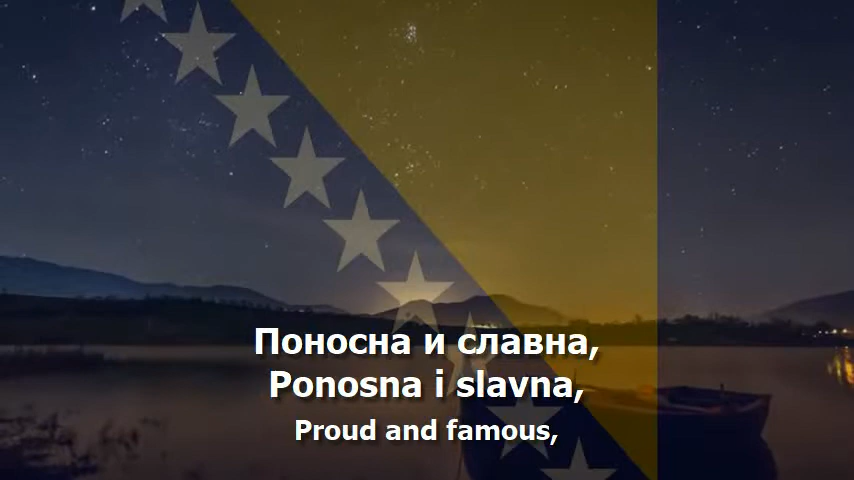 Поносна и славна,
Ponosna i slavna,
Proud and famous,